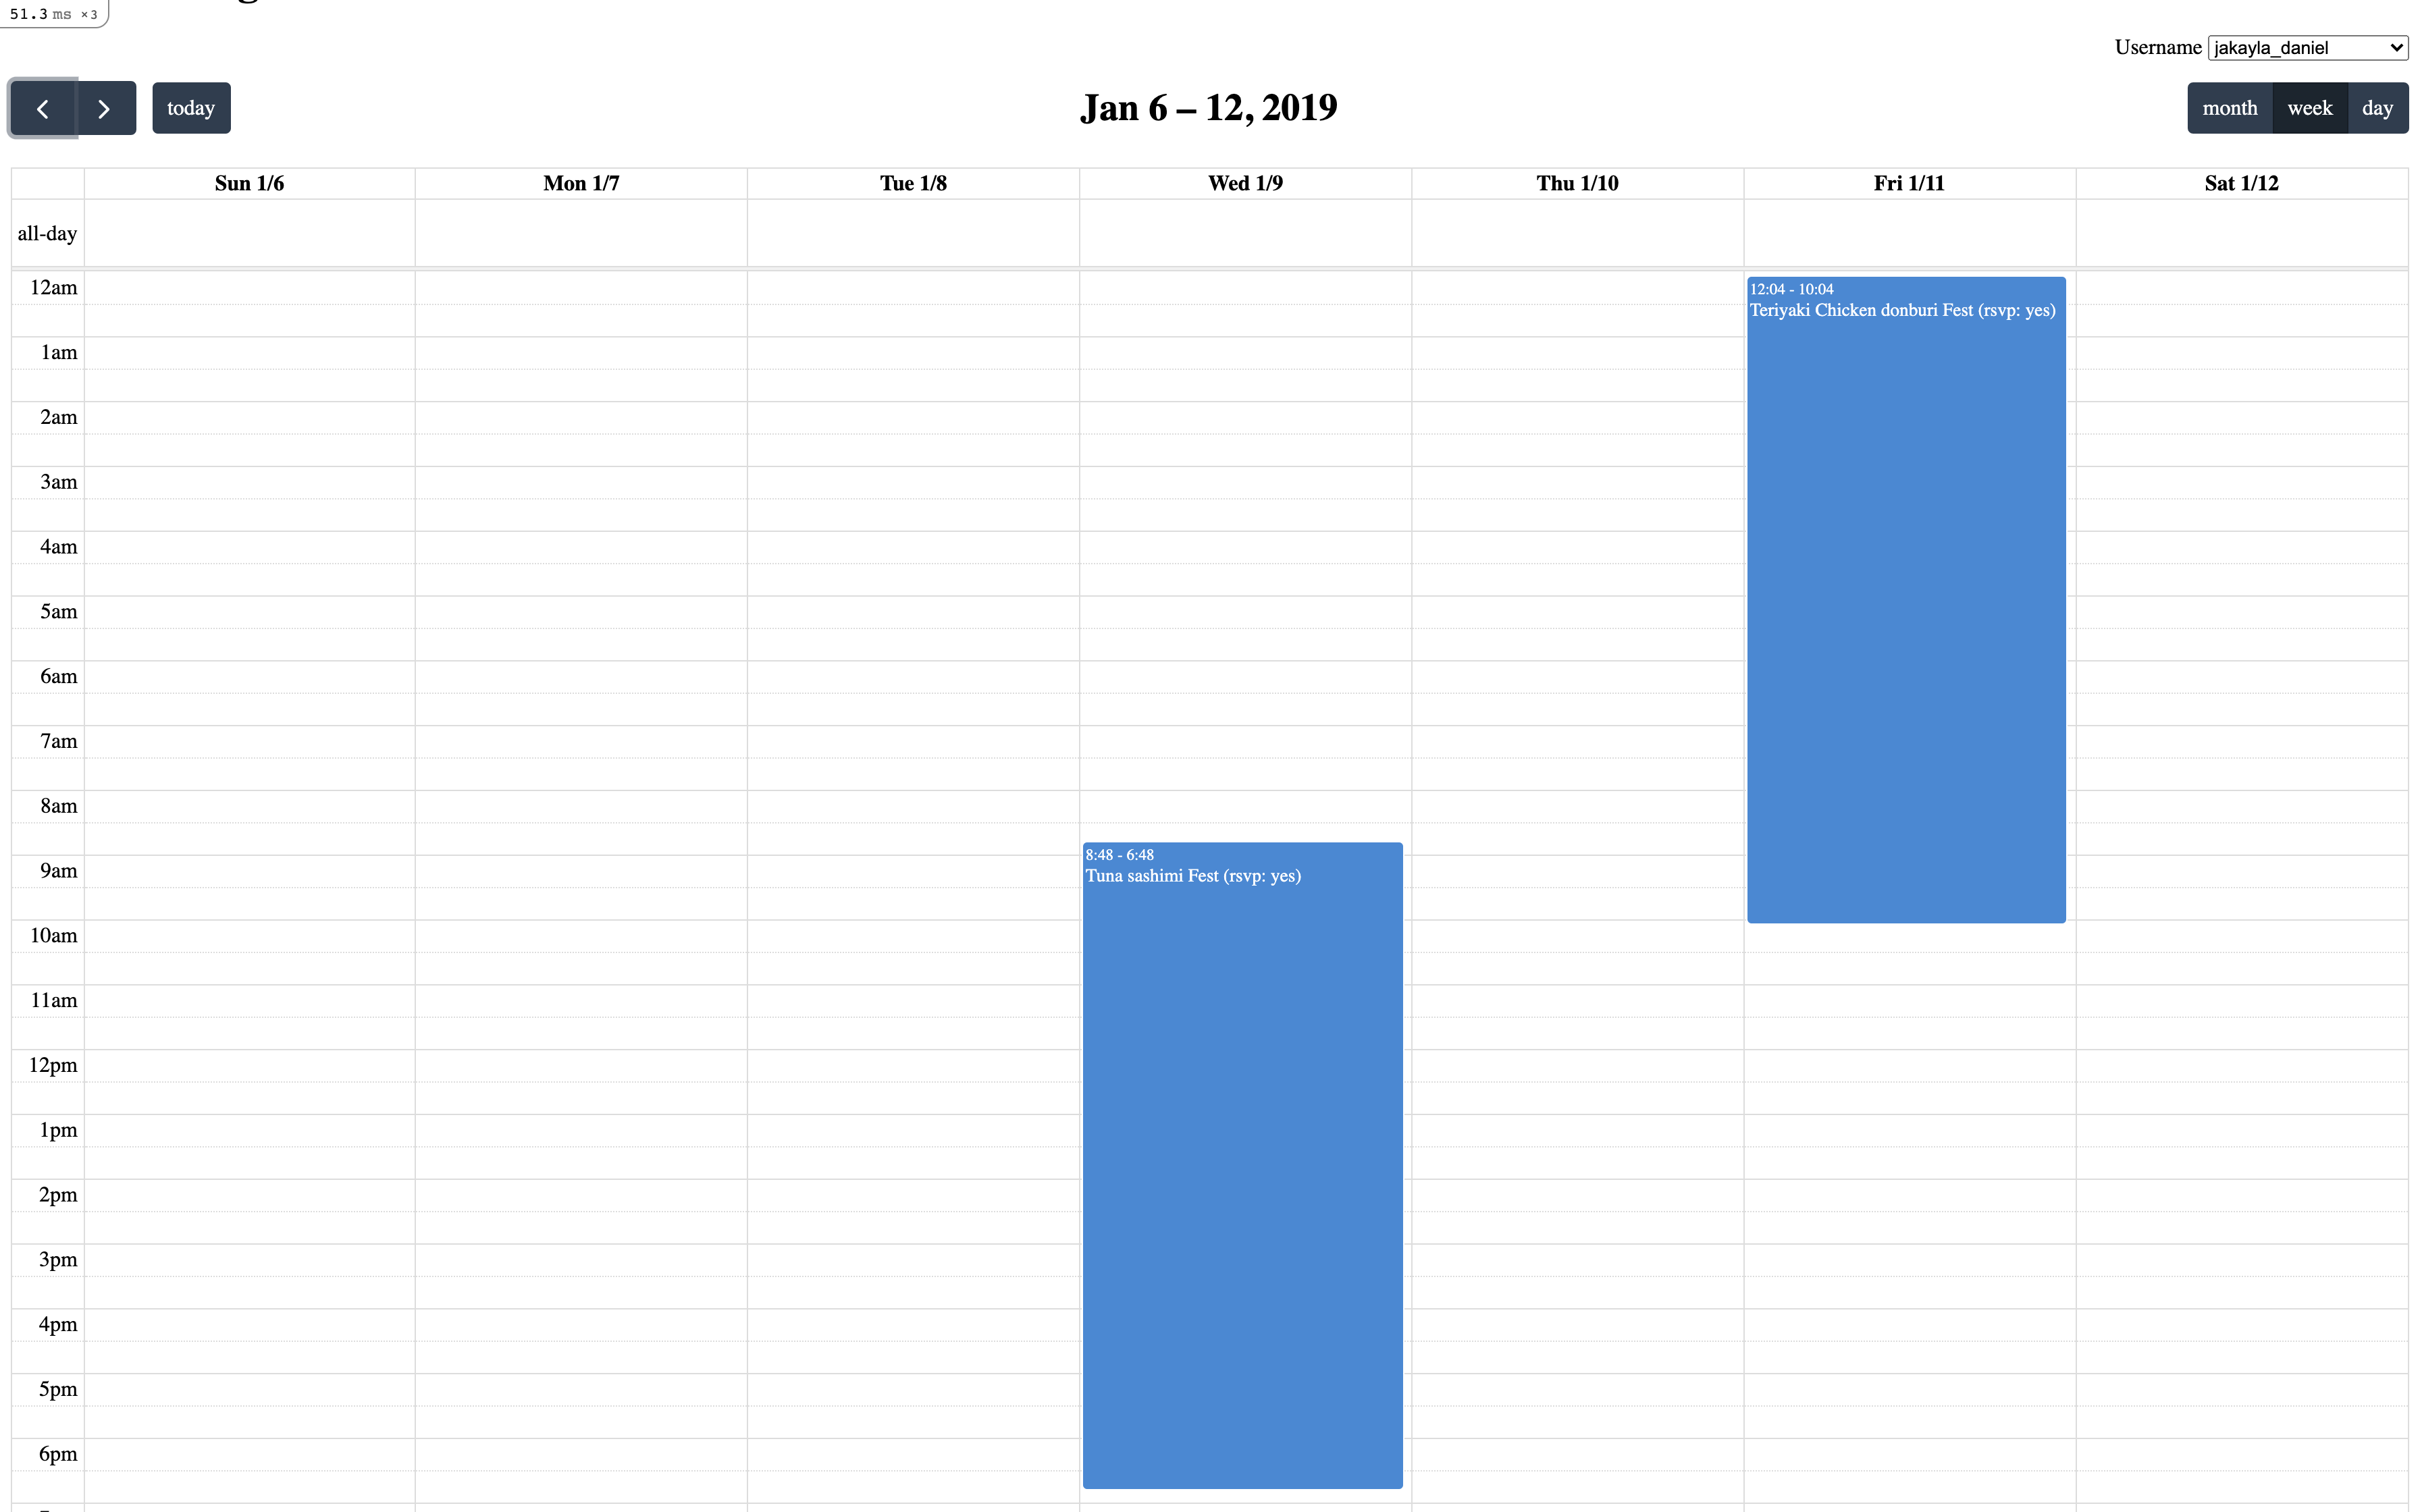 51.3 ms ×3
Username jakayla_daniel
today
Jan 6 – 12, 2019
month week day
Sun 1/6 Mon 1/7 Tue 1/8 Wed 1/9 Thu 1/10 Fri 1/11 Sat 1/12
all-day
12am
12:04 - 10:04
Teriyaki Chicken donburi Fest (rsvp: yes)
1am
2am
3am
4am
5am
6am
7am
8am
8:48 - 6:48
Tuna sashimi Fest (rsvp: yes)
9am
10am
11am
12pm
1pm
2pm
3pm
4pm
5pm
6pm